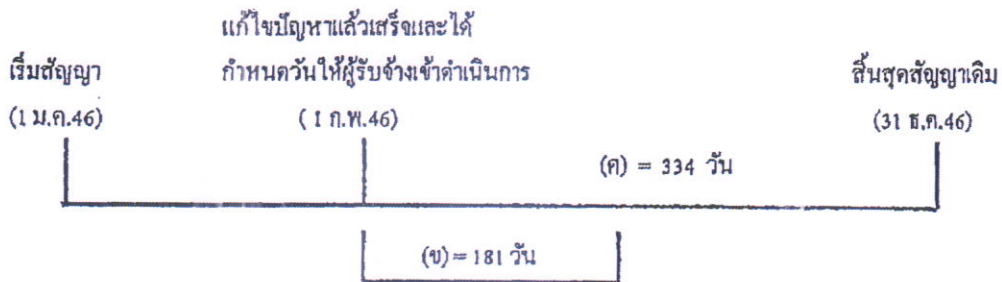 แก้ไขปัญหาแล้วเสร็จและได้
เริ่มสัญญา กำหนดวันให้ผู้รับจ้างเข้าดำเนินการ สิ้นสุดสัญญาเดิม
(1 ม.ค.46) (1 ก.พ.46) (31 ธ.ค.46)
(ค) = 334 วัน
(ข) = 181 วัน